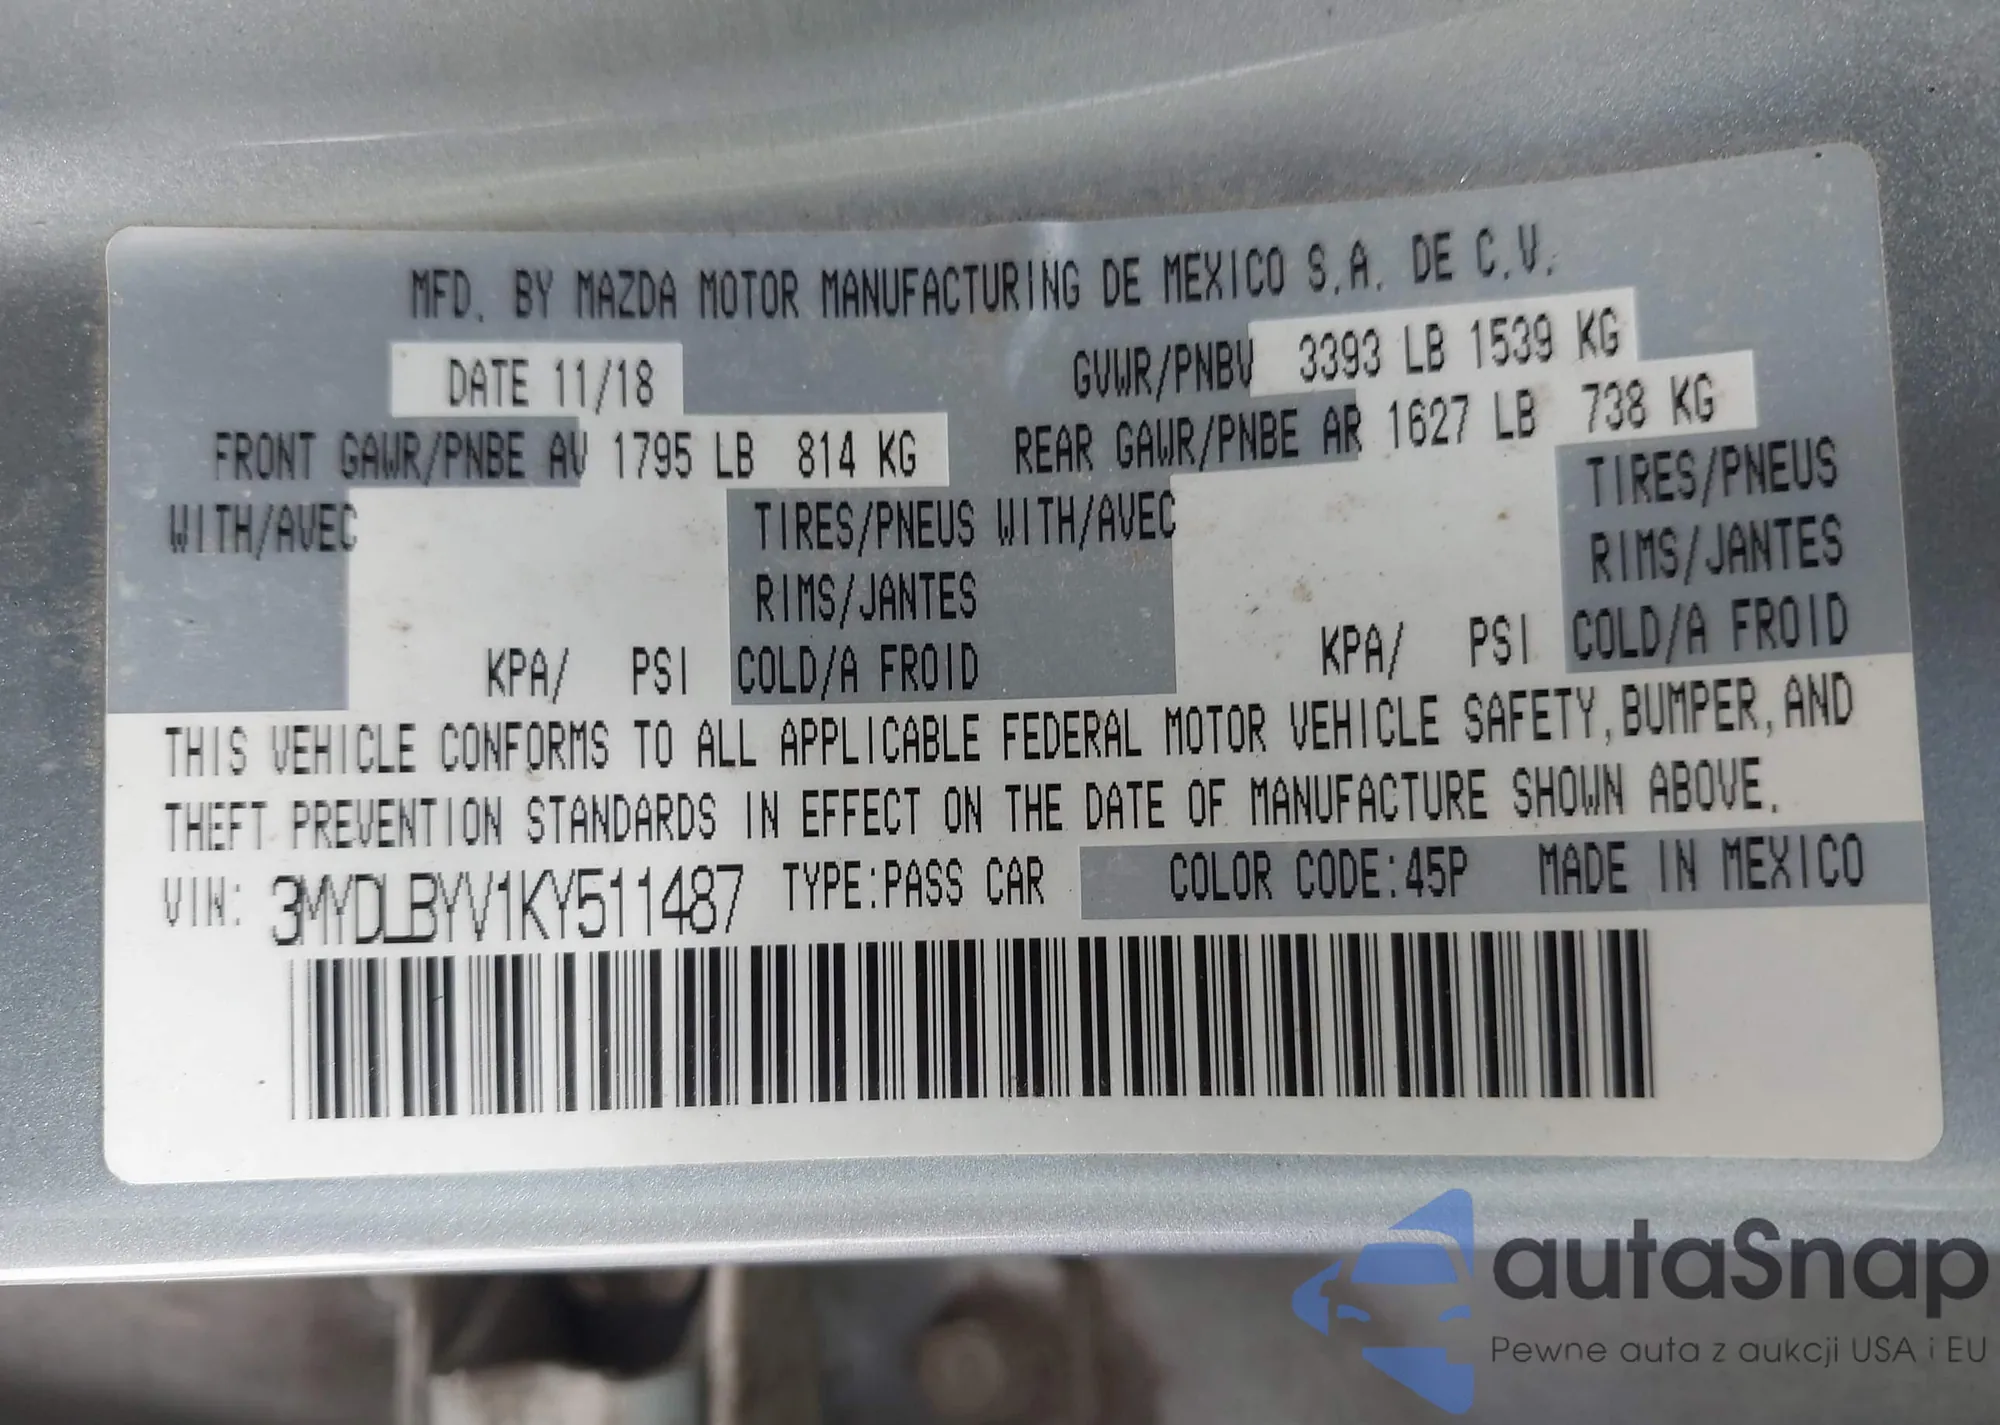 MFD. BY MAZDA MOTOR MANUFACTURING DE MEXICO S.A. DE C.V.
DATE 11/18 GVWR/PNBV 3393 LB 1539 KG
FRONT GAWR/PNBE AV 1795 LB 814 KG REAR GAWR/PNBE AR 1627 LB 738 KG
WITH/AVEC TIRES/PNEUS WITH/AVEC TIRES/PNEUS
RIMS/JANTES RIMS/JANTES
KPA/ PSI COLD/A FROID KPA/ PSI COLD/A FROID
THIS VEHICLE CONFORMS TO ALL APPLICABLE FEDERAL MOTOR VEHICLE SAFETY, BUMPER, AND
THEFT PREVENTION STANDARDS IN EFFECT ON THE DATE OF MANUFACTURE SHOWN ABOVE.
VIN: 3MYDLBYV1KY511487 TYPE:PASS CAR COLOR CODE:45P MADE IN MEXICO
autaSnap
Pewne auta z aukcji USA i EU